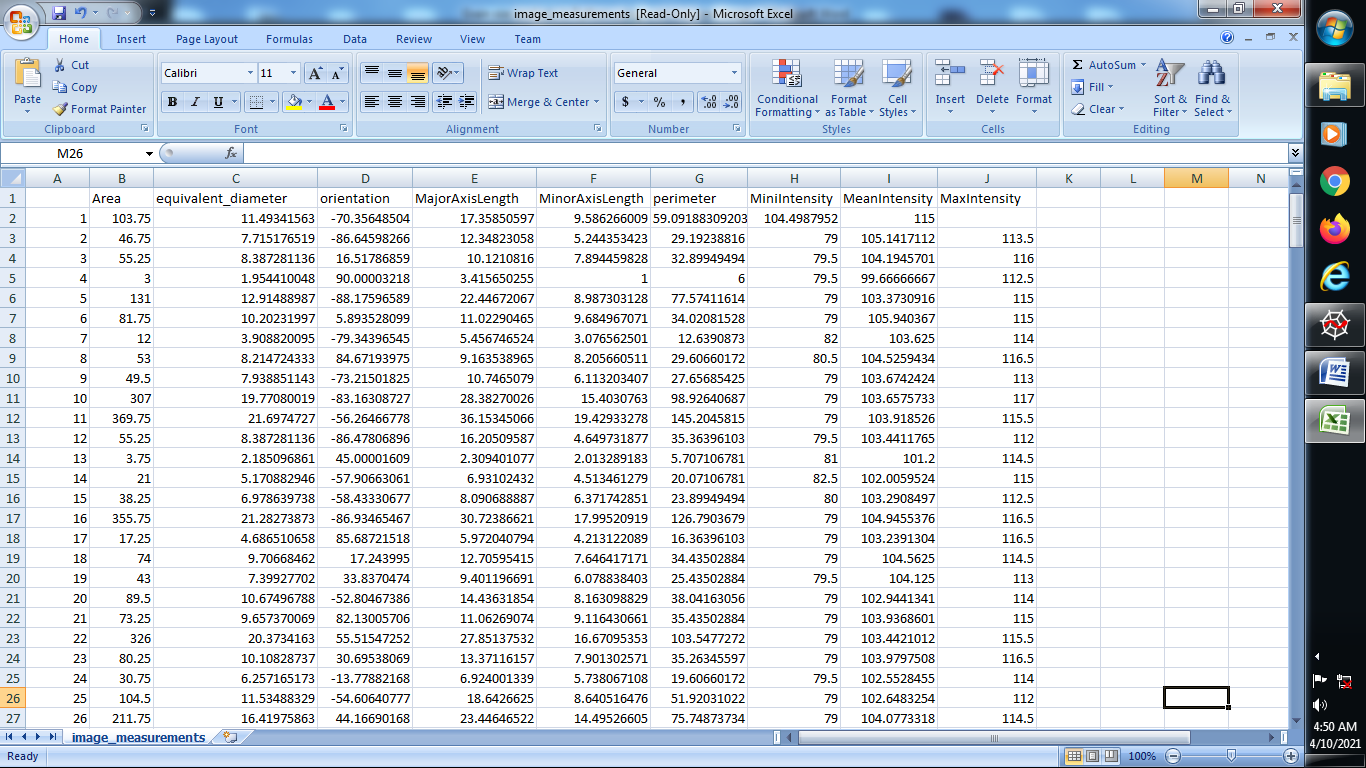 image_measurements [Read-Only] - Microsoft Excel
Home Insert Page Layout Formulas Data Review View Team
Paste Cut Copy Format Painter Clipboard
Calibri 11 A A B I U A Font
Wrap Text Merge & Center Alignment
General $ % , Number
Conditional Formatting Format as Table Cell Styles Styles
Insert Delete Format Cells
Σ AutoSum Fill Clear Sort & Filter Find & Select Editing
M26 fx
A B C D E F G H I J K L M N
1 Area equivalent_diameter orientation MajorAxisLength MinorAxisLength perimeter MiniIntensity MeanIntensity MaxIntensity
2 1 103.75 11.49341563 -70.35648504 17.35850597 9.586266009 59.09188309203 104.4987952 115
3 2 46.75 7.715176519 -86.64598266 12.34823058 5.244353423 29.19238816 79 105.1417112 113.5
4 3 55.25 8.387281136 16.51786859 10.1210816 7.894459828 32.89949494 79.5 104.1945701 116
5 4 3 1.954410048 90.00003218 3.415650255 1 6 79.5 99.66666667 112.5
6 5 131 12.91488987 -88.17596589 22.44672067 8.987303128 77.57411614 79 103.3730916 115
7 6 81.75 10.20231997 5.893528099 11.02290465 9.684567071 34.02081528 79 105.940367 115
8 7 12 3.908820095 -79.34396545 5.456746524 3.076562501 12.6390873 82 103.625 114
9 8 53 8.214724333 84.67193975 9.163538965 8.205660511 29.60660172 80.5 104.5259434 116.5
10 9 49.5 7.938851143 -73.21501825 10.7465079 6.113203407 27.65685425 79 103.6742424 113
11 10 307 19.77080019 -83.16308727 28.38270026 15.4030763 98.92640687 79 103.6575733 117
12 11 369.75 21.6974727 -56.26466778 36.15345066 19.42933278 145.2045815 79 103.918526 115.5
13 12 55.25 8.387281136 -86.47806896 16.20509587 4.649731877 35.36396103 79.5 103.4411765 112
14 13 3.75 2.185096861 45.00001609 2.309401077 2.013289183 5.707106781 81 101.2 114.5
15 14 21 5.170882946 -57.90663061 6.93102432 4.513461279 20.07106781 82.5 102.0059524 115
16 15 38.25 6.978639738 -58.43330677 8.090688887 6.371742851 23.89949494 80 103.2908497 112.5
17 16 355.75 21.28273873 -86.93465467 30.72386621 17.99520919 126.7903679 79 104.9455376 116.5
18 17 17.25 4.686510658 85.68721518 5.972040794 4.213122089 16.36396103 79 103.2391304 116.5
19 18 74 9.70668462 17.243995 12.70595415 7.646417171 34.43502884 79 104.5625 114.5
20 19 43 7.39927702 33.8370474 9.401196691 6.078838403 25.43502884 79.5 104.125 113
21 20 89.5 10.67496788 -52.80467386 14.43631854 8.163098829 38.04163056 79 102.9441341 114
22 21 73.25 9.657370069 82.13005706 11.06269074 9.116430661 35.43502884 79 103.9368601 115
23 22 326 20.3734163 55.51547252 27.85137532 16.67095353 103.5477272 79 103.4421012 115.5
24 23 80.25 10.10828737 30.69538069 13.37116157 7.901302571 35.26345597 79 103.9797508 116.5
25 24 30.75 6.257165173 -13.77882168 6.924001339 5.738067108 19.60660172 79.5 102.5528455 114
26 25 104.5 11.53488329 -54.60640777 18.6426625 8.640516476 51.92031022 79 102.6483254 112
27 26 211.75 16.41975863 44.16690168 23.44646522 14.49526605 75.74873734 79 104.0773318 114.5
image_measurements
Ready 100%
4:50 AM
4/10/2021